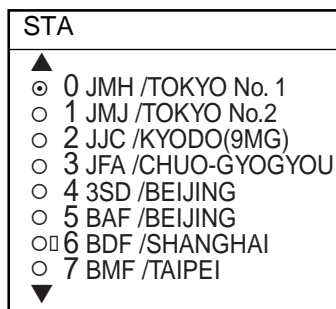 STA
0 JMH /TOKYO No. 1
1 JMJ /TOKYO No.2
2 JJC /KYODO(9MG)
3 JFA /CHUO-GYOGYOU
4 3SD /BEIJING
5 BAF /BEIJING
6 BDF /SHANGHAI
7 BMF /TAIPEI